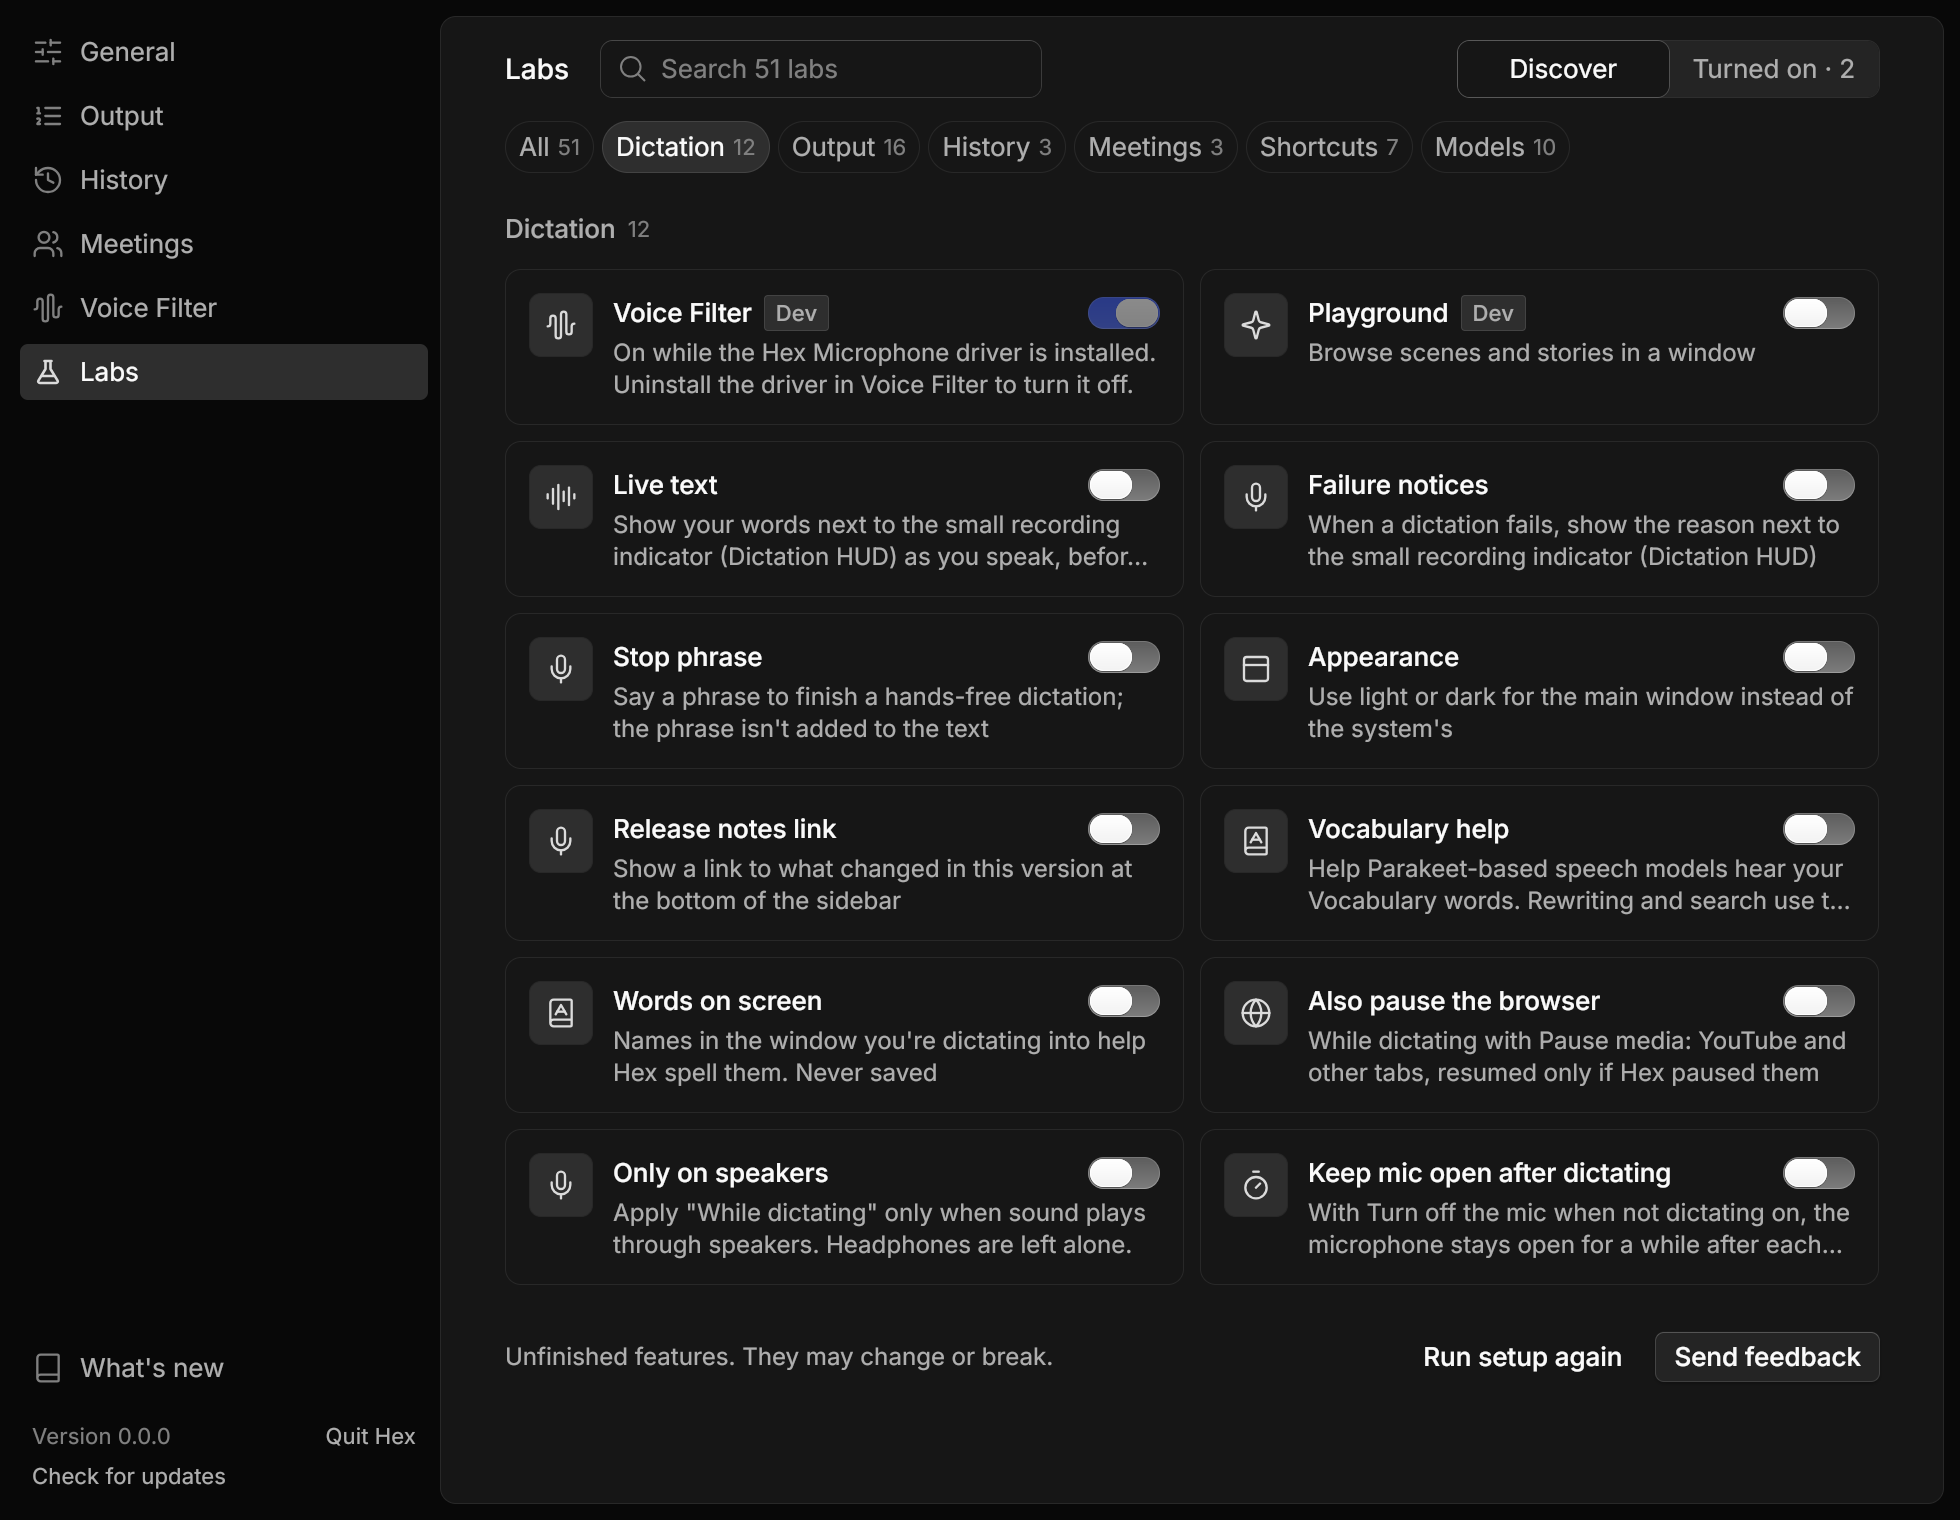 General
Output
History
Meetings
Voice Filter
Labs
What's new
Version 0.0.0
Quit Hex
Check for updates
Labs
Search 51 labs
Discover
Turned on · 2
All 51
Dictation 12
Output 16
History 3
Meetings 3
Shortcuts 7
Models 10
Dictation 12
Voice Filter Dev
On while the Hex Microphone driver is installed.
Uninstall the driver in Voice Filter to turn it off.
Playground Dev
Browse scenes and stories in a window
Live text
Show your words next to the small recording
indicator (Dictation HUD) as you speak, befor...
Failure notices
When a dictation fails, show the reason next to
the small recording indicator (Dictation HUD)
Stop phrase
Say a phrase to finish a hands-free dictation;
the phrase isn't added to the text
Appearance
Use light or dark for the main window instead of
the system's
Release notes link
Show a link to what changed in this version at
the bottom of the sidebar
Vocabulary help
Help Parakeet-based speech models hear your
Vocabulary words. Rewriting and search use t...
Words on screen
Names in the window you're dictating into help
Hex spell them. Never saved
Also pause the browser
While dictating with Pause media: YouTube and
other tabs, resumed only if Hex paused them
Only on speakers
Apply "While dictating" only when sound plays
through speakers. Headphones are left alone.
Keep mic open after dictating
With Turn off the mic when not dictating on, the
microphone stays open for a while after each...
Unfinished features. They may change or break.
Run setup again
Send feedback